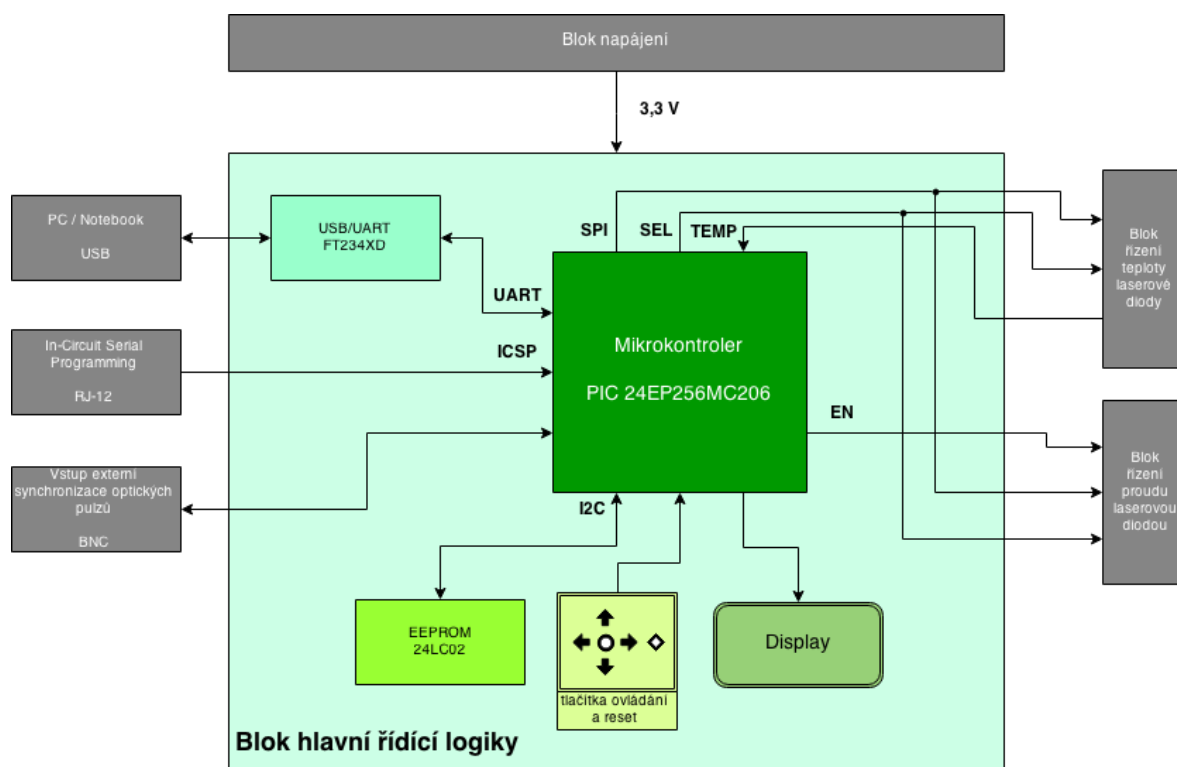 Blok napájení
3,3 V
PC / Notebook
USB
USB/UART
FT234XD
SPI
SEL
TEMP
Blok
řízení
teploty
laserové
diody
UART
In-Circuit Serial
Programming
RJ-12
ICSP
Mikrokontroler
PIC 24EP256MC206
EN
Vstup externí
synchronizace optických
pulzů
BNC
Blok
řízení
proudu
laserovou
diodou
I2C
EEPROM
24LC02
tlačítka ovládání
a reset
Display
Blok hlavní řídící logiky